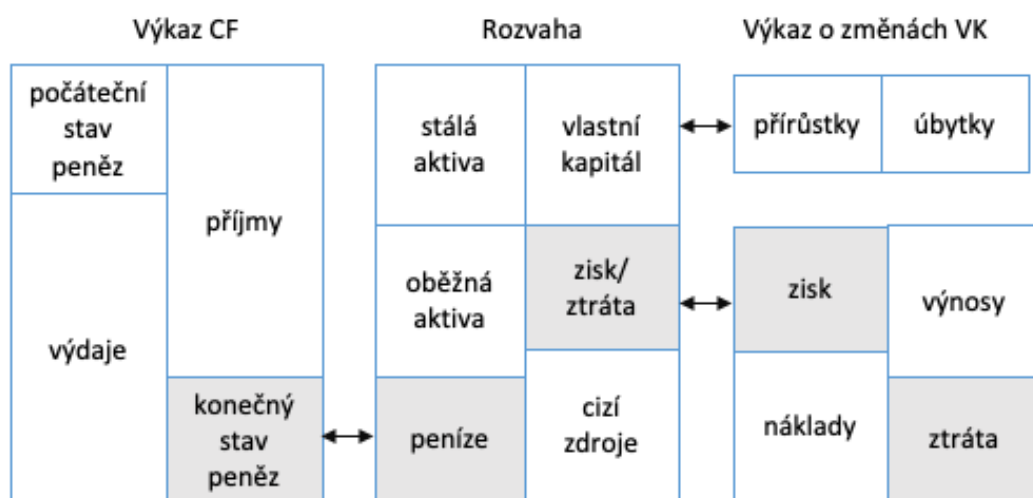 Výkaz CF
Rozvaha
Výkaz o změnách VK
počáteční
stav
peněz
příjmy
výdaje
konečný
stav
peněz
stálá
aktiva
vlastní
kapitál
oběžná
aktiva
zisk/
ztráta
peníze
cizí
zdroje
přírůstky
úbytky
zisk
výnosy
náklady
ztráta